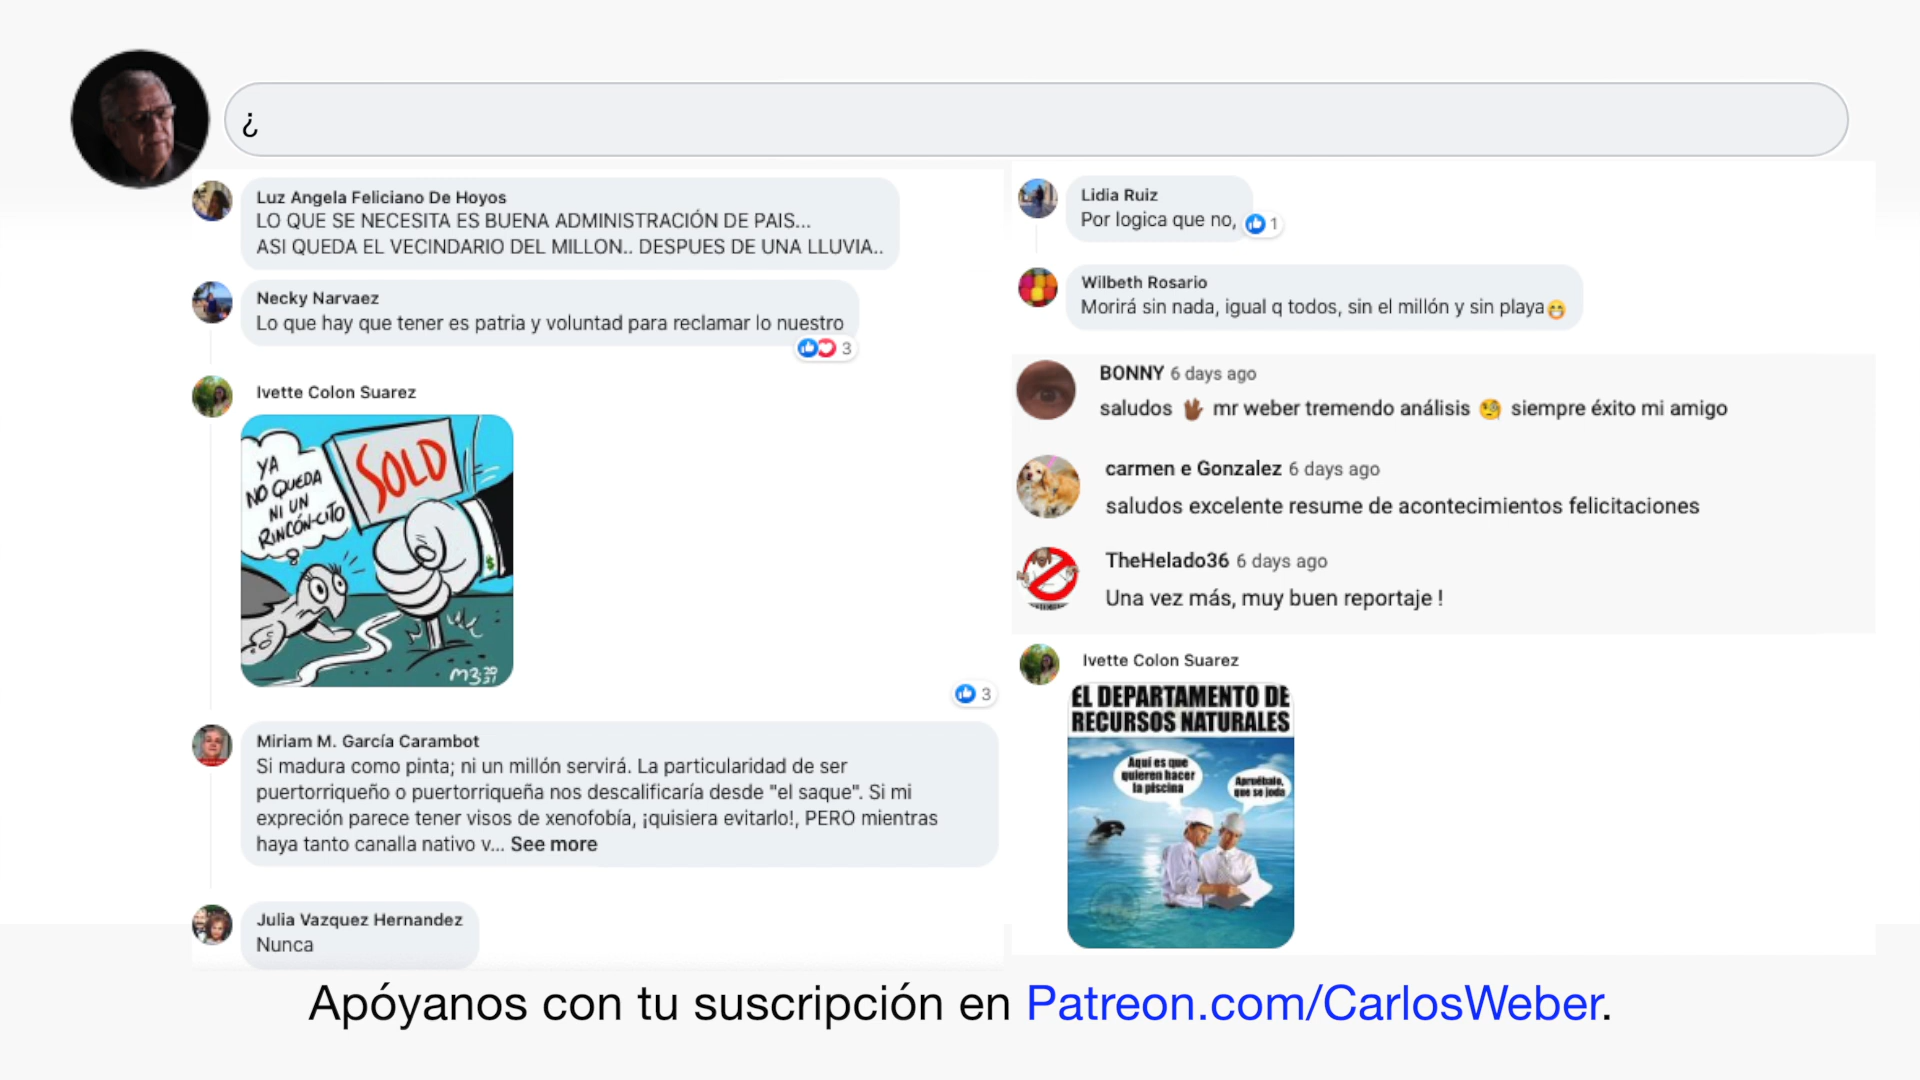 ¿
Luz Angela Feliciano De Hoyos
LO QUE SE NECESITA ES BUENA ADMINISTRACIÓN DE PAIS...
ASI QUEDA EL VECINDARIO DEL MILLON.. DESPUES DE UNA LLUVIA..
Necky Narvaez
Lo que hay que tener es patria y voluntad para reclamar lo nuestro
3
Ivette Colon Suarez
YA
NO QUEDA
NI UN
RINCÓN-CITO
SOLD
$
M3 20
21
3
Miriam M. García Carambot
Si madura como pinta; ni un millón servirá. La particularidad de ser
puertorriqueño o puertorriqueña nos descalificaría desde "el saque". Si mi
expreción parece tener visos de xenofobía, ¡quisiera evitarlo!, PERO mientras
haya tanto canalla nativo v... See more
Julia Vazquez Hernandez
Nunca
Lidia Ruiz
Por logica que no,
1
Wilbeth Rosario
Morirá sin nada, igual q todos, sin el millón y sin playa😁
BONNY 6 days ago
saludos 🖖🏾 mr weber tremendo análisis 🧐 siempre éxito mi amigo
carmen e Gonzalez 6 days ago
saludos excelente resume de acontecimientos felicitaciones
TheHelado36 6 days ago
Una vez más, muy buen reportaje !
Ivette Colon Suarez
EL DEPARTAMENTO DE
RECURSOS NATURALES
Aquí es que
quieren hacer
la piscina
Apruébalo,
que se joda
Apóyanos con tu suscripción en Patreon.com/CarlosWeber.